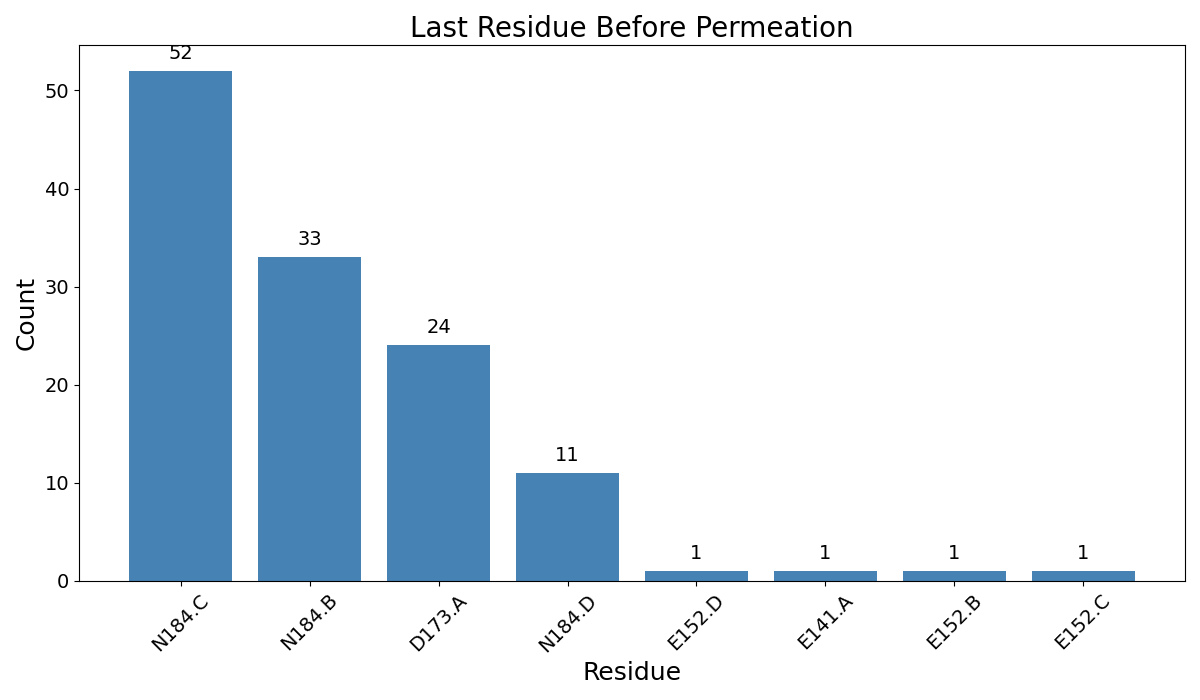 Last Residue Before Permeation
Count
50
40
30
20
10
0
52
33
24
11
1
1
1
1
N184.C
N184.B
D173.A
N184.D
E152.D
E141.A
E152.B
E152.C
Residue